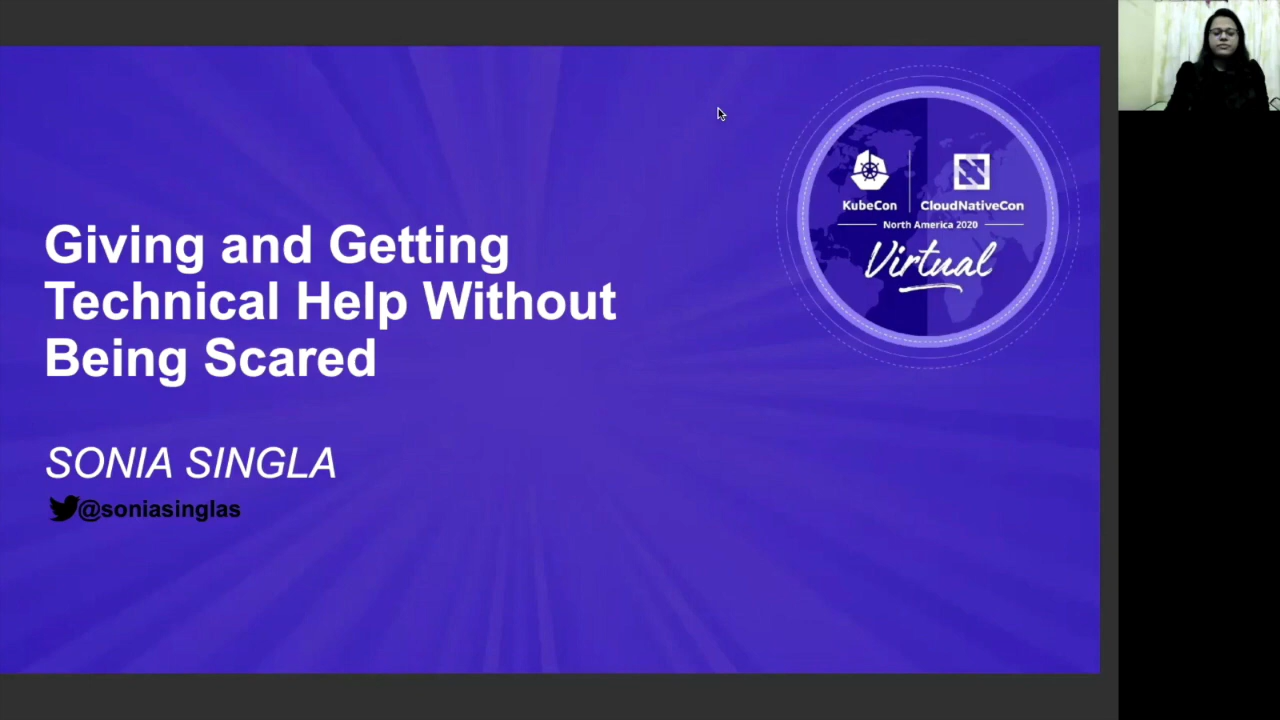 Giving and Getting
Technical Help Without
Being Scared
SONIA SINGLA
@soniasinglas
KubeCon
CloudNativeCon
North America 2020
Virtual